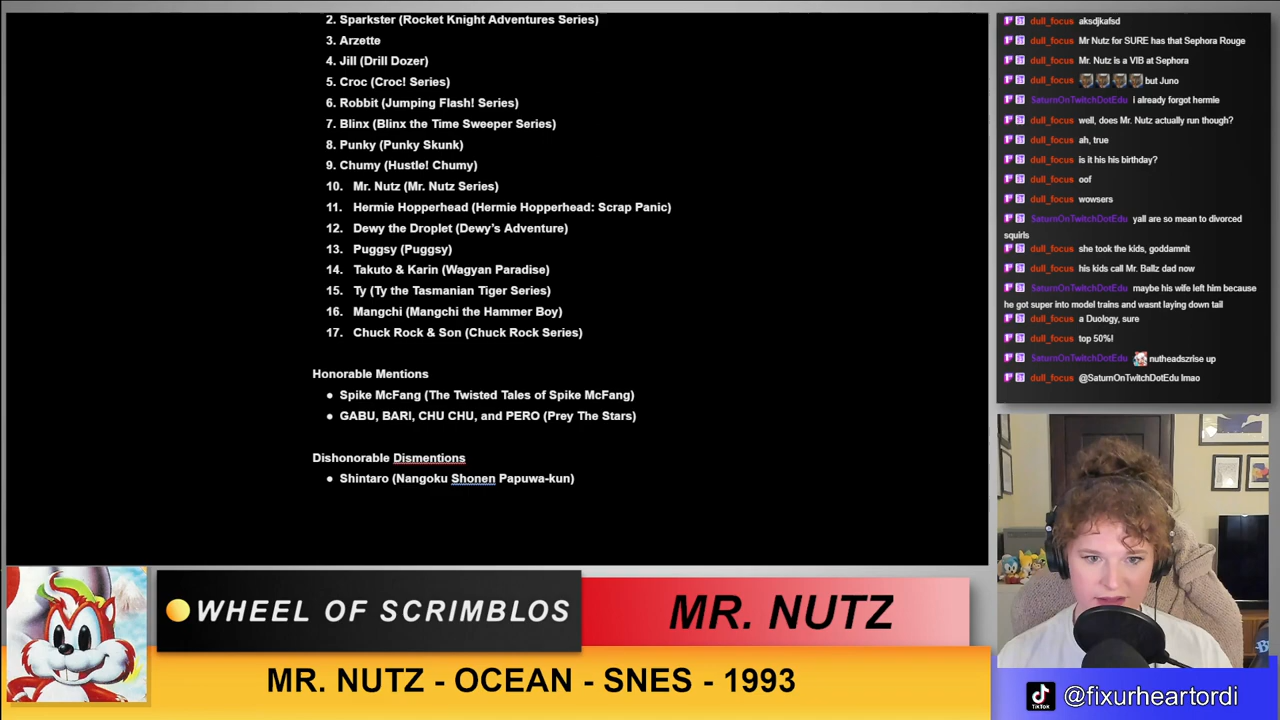 2. Sparkster (Rocket Knight Adventures Series)
3. Arzette
4. Jill (Drill Dozer)
5. Croc (Croc! Series)
6. Robbit (Jumping Flash! Series)
7. Blinx (Blinx the Time Sweeper Series)
8. Punky (Punky Skunk)
9. Chumy (Hustle! Chumy)
10. Mr. Nutz (Mr. Nutz Series)
11. Hermie Hopperhead (Hermie Hopperhead: Scrap Panic)
12. Dewy the Droplet (Dewy's Adventure)
13. Puggsy (Puggsy)
14. Takuto & Karin (Wagyan Paradise)
15. Ty (Ty the Tasmanian Tiger Series)
16. Mangchi (Mangchi the Hammer Boy)
17. Chuck Rock & Son (Chuck Rock Series)
Honorable Mentions
● Spike McFang (The Twisted Tales of Spike McFang)
● GABU, BARI, CHU CHU, and PERO (Prey The Stars)
Dishonorable Dismentions
● Shintaro (Nangoku Shonen Papuwa-kun)
dull_focus aksdjkafsd
dull_focus Mr Nutz for SURE has that Sephora Rouge
dull_focus Mr. Nutz is a VIB at Sephora
dull_focus but Juno
SaturnOnTwitchDotEdu i already forgot hermie
dull_focus well, does Mr. Nutz actually run though?
dull_focus ah, true
dull_focus is it his his birthday?
dull_focus oof
dull_focus wowsers
SaturnOnTwitchDotEdu yall are so mean to divorced
squirls
dull_focus she took the kids, goddamnit
dull_focus his kids call Mr. Ballz dad now
SaturnOnTwitchDotEdu maybe his wife left him because
he got super into model trains and wasnt laying down tail
dull_focus a Duology, sure
dull_focus top 50%!
SaturnOnTwitchDotEdu nutheadszrise up
dull_focus @SaturnOnTwitchDotEdu lmao
WHEEL OF SCRIMBLOS
MR. NUTZ
MR. NUTZ - OCEAN - SNES - 1993
TikTok @fixurheartordi